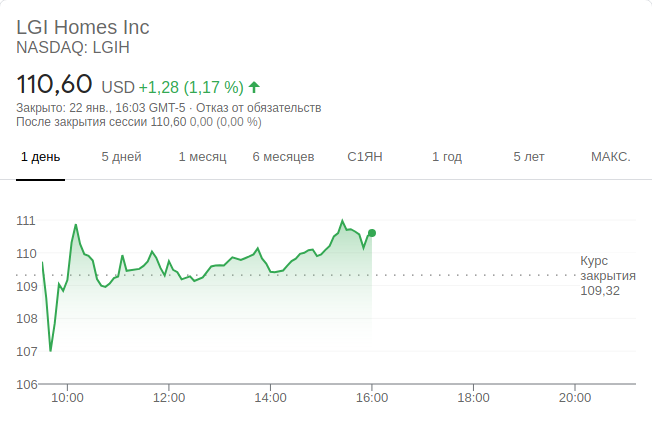 LGI Homes Inc
NASDAQ: LGIH
110,60 USD +1,28 (1,17 %)
Закрыто: 22 янв., 16:03 GMT-5 · Отказ от обязательств
После закрытия сессии 110,60 0,00 (0,00 %)
1 день 5 дней 1 месяц 6 месяцев С1ЯН 1 год 5 лет МАКС.
111
110
Курс
закрытия
109,32
109
108
107
106
10:00 12:00 14:00 16:00 18:00 20:00